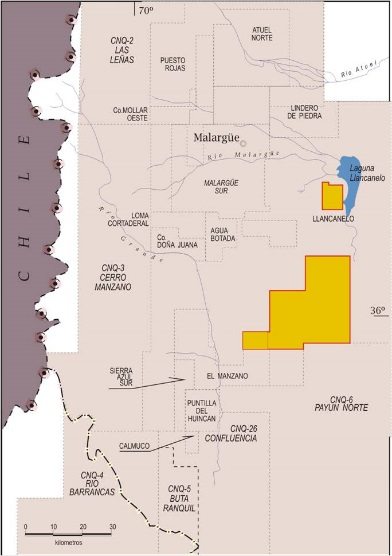 70º
CNQ-2
LAS
LEÑAS
ATUEL
NORTE
PUESTO
ROJAS
Río Atuel
Co.MOLLAR
OESTE
LINDERO
DE PIEDRA
Malargüe
CHILE
Río Malargüe
Laguna
Llancanelo
MALARGÜE
SUR
LLANCANELO
LOMA
CORTADERAL
Río Grande
AGUA
BOTADA
Co.
DOÑA JUANA
CNQ-3
CERRO
MANZANO
36º
SIERRA
AZUL
SUR
EL MANZANO
CNQ-6
PAYUN NORTE
PUNTILLA
DEL
HUINCAN
CNQ-26
CONFLUENCIA
CALMUCO
CNQ-4
RIO
BARRANCAS
CNQ-5
BUTA
RANQUIL
0 10 20 30
kilometros